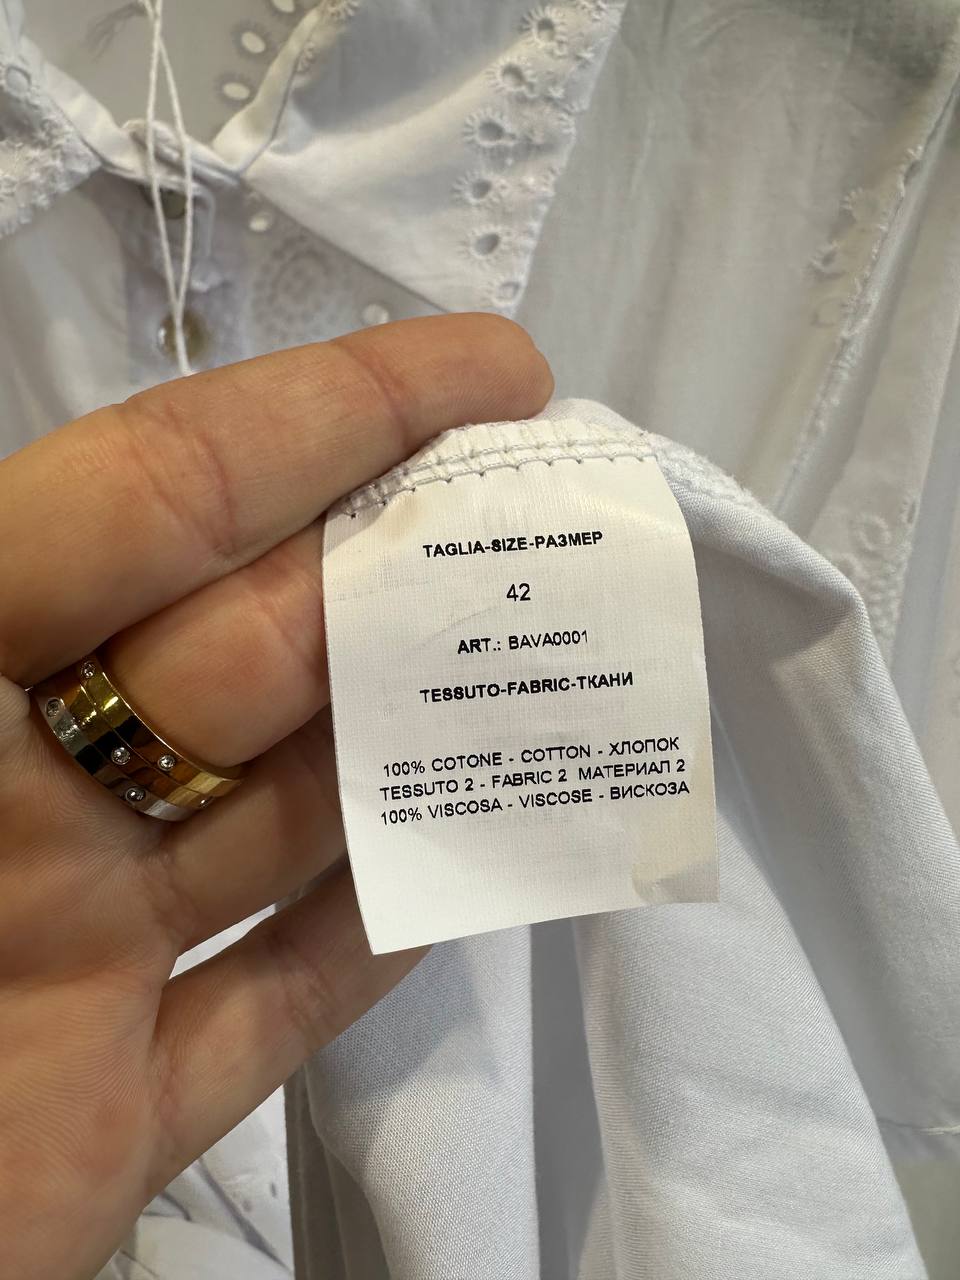 TAGLIA-SIZE-РАЗМЕР
42
ART.: BAVA0001
TESSUTO-FABRIC-ТКАНИ
100% COTONE - COTTON - ХЛОПОК
TESSUTO 2 - FABRIC 2 МАТЕРИАЛ 2
100% VISCOSA - VISCOSE - ВИСКОЗА